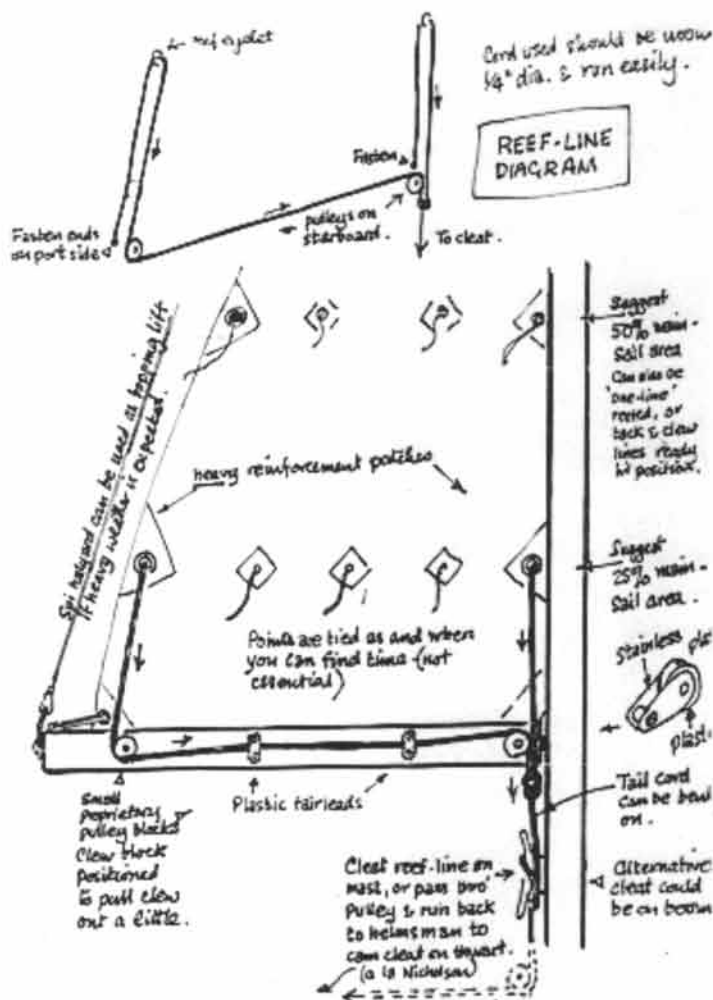 reef eyelet
Cord used should be
¼" dia. & run easily.
REEF-LINE
DIAGRAM
Fasten
pulleys on
starboard.
To cleat.
Fasten ends
on port side
Spi halyard can be used as topping lift
if heavy weather is expected.
Suggest
50% main-
sail area
Can also be
'one-line'
reefed, or
tack & clew
lines ready
in position.
heavy reinforcement patches
Suggest
25% main-
sail area.
Points are tied as and when
you can find time (not
essential)
Stainless
Small
proprietary
pulley blocks
Clew block
positioned
to pull clew
out a little.
Plastic fairleads
Tail cord
can be
on.
Cleat reef-line on
mast, or pass thro'
pulley & run back
to helmsman to
cam cleat on thwart.
(a la Nicholson)
Alternative
cleat could
be on boom